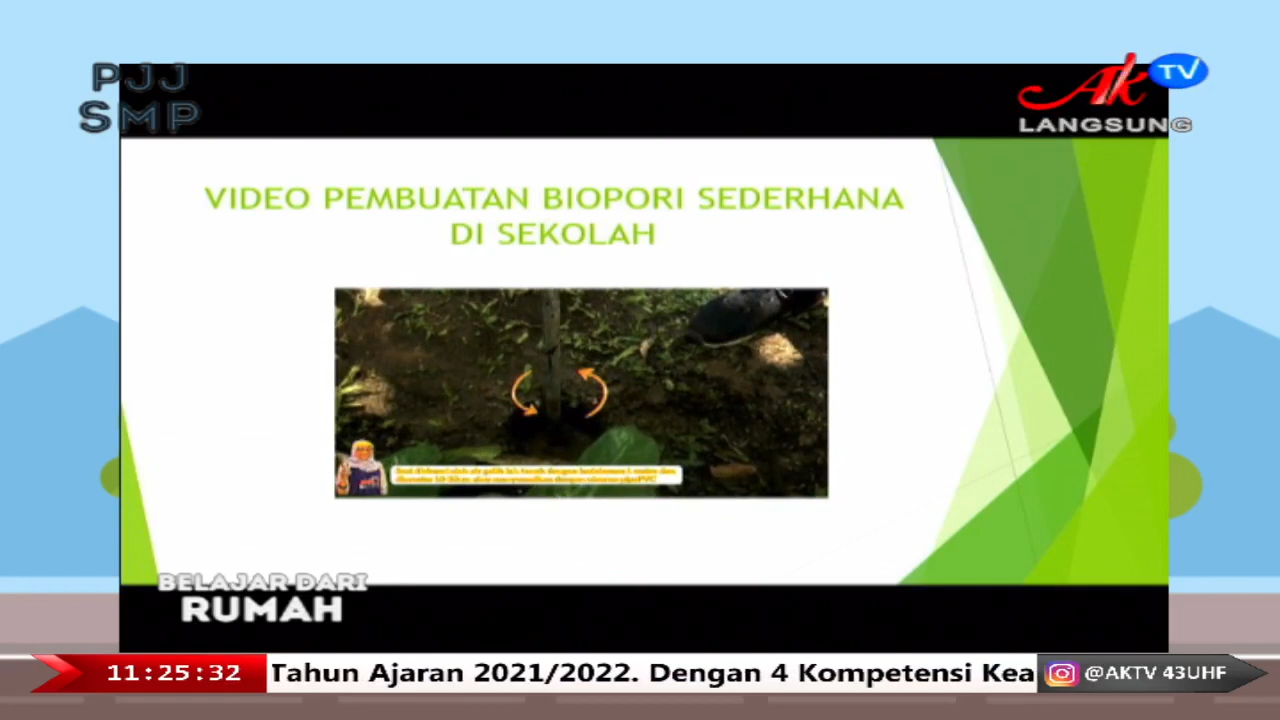 PJJ
SMP
Ak TV
LANGSUNG
VIDEO PEMBUATAN BIOPORI SEDERHANA
DI SEKOLAH
BELAJAR DARI
RUMAH
11:25:32
Tahun Ajaran 2021/2022. Dengan 4 Kompetensi Kea
@AKTV 43UHF